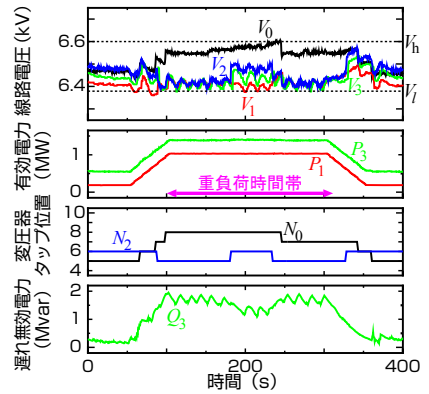 線路電圧 (kV)
6.6
6.4
V0
Vh
V2
V3
V1
Vl
有効電力
(MW)
1
0
P3
P1
重負荷時間帯
変圧器
タップ位置
10
8
6
4
N2
N0
遅れ無効電力
(Mvar)
2
1
0
Q3
0
200
400
時間 (s)